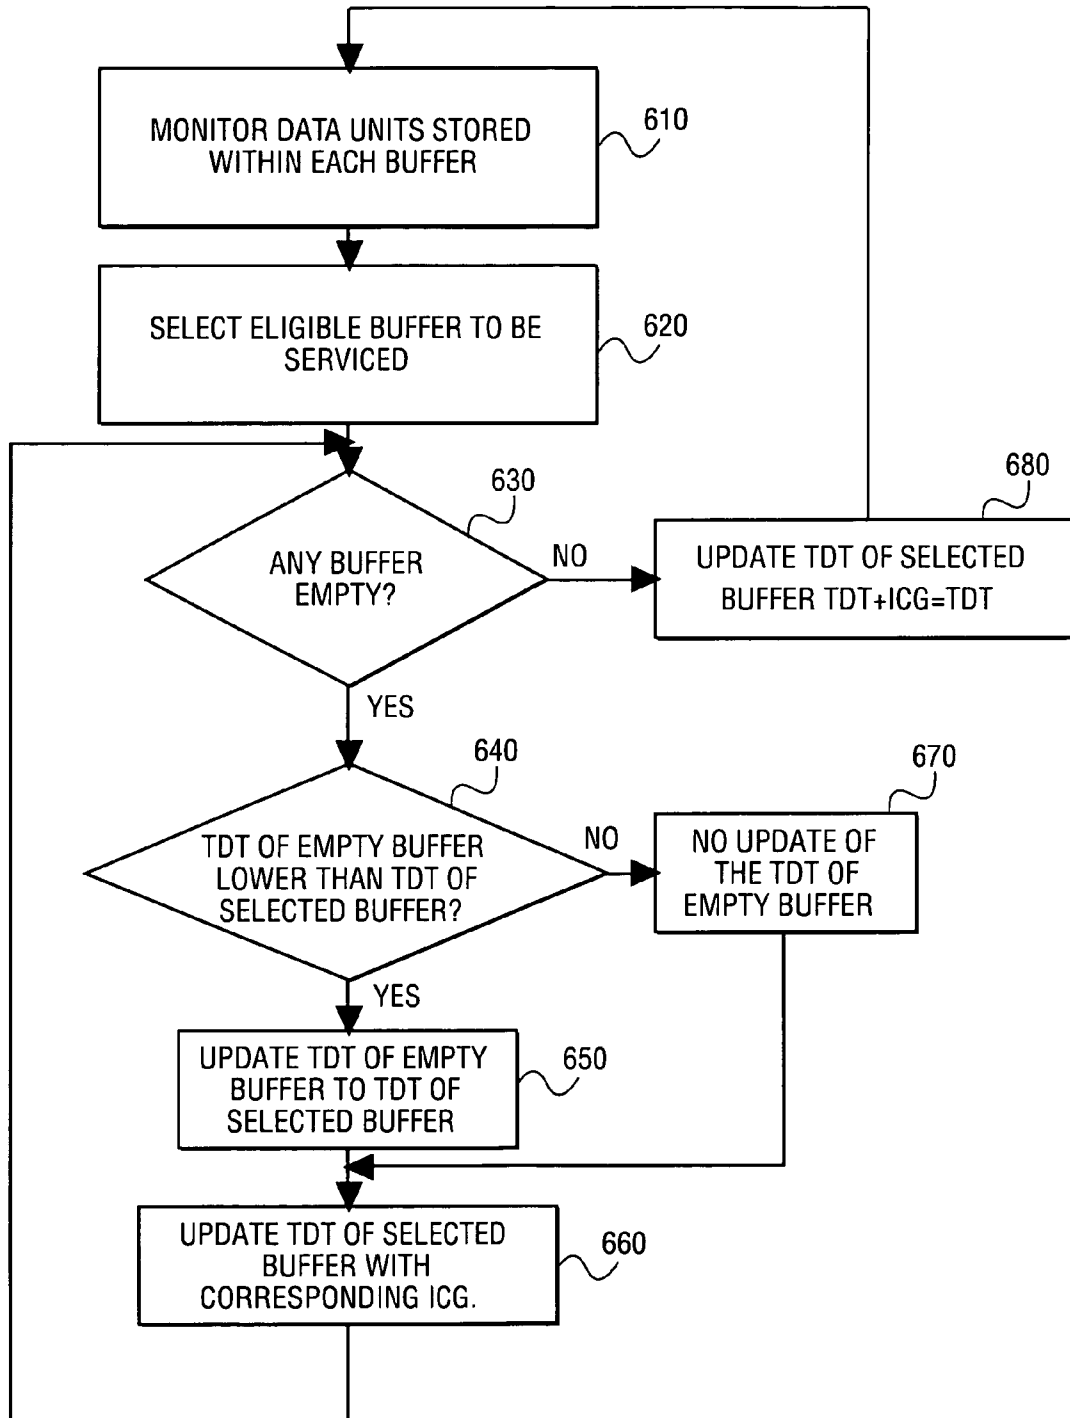 MONITOR DATA UNITS STORED
WITHIN EACH BUFFER
610
SELECT ELIGIBLE BUFFER TO BE
SERVICED
620
630
ANY BUFFER
EMPTY?
NO
680
UPDATE TDT OF SELECTED
BUFFER TDT+ICG=TDT
YES
640
TDT OF EMPTY BUFFER
LOWER THAN TDT OF
SELECTED BUFFER?
NO
670
NO UPDATE OF
THE TDT OF
EMPTY BUFFER
YES
UPDATE TDT OF EMPTY
BUFFER TO TDT OF
SELECTED BUFFER
650
UPDATE TDT OF SELECTED
BUFFER WITH
CORRESPONDING ICG.
660